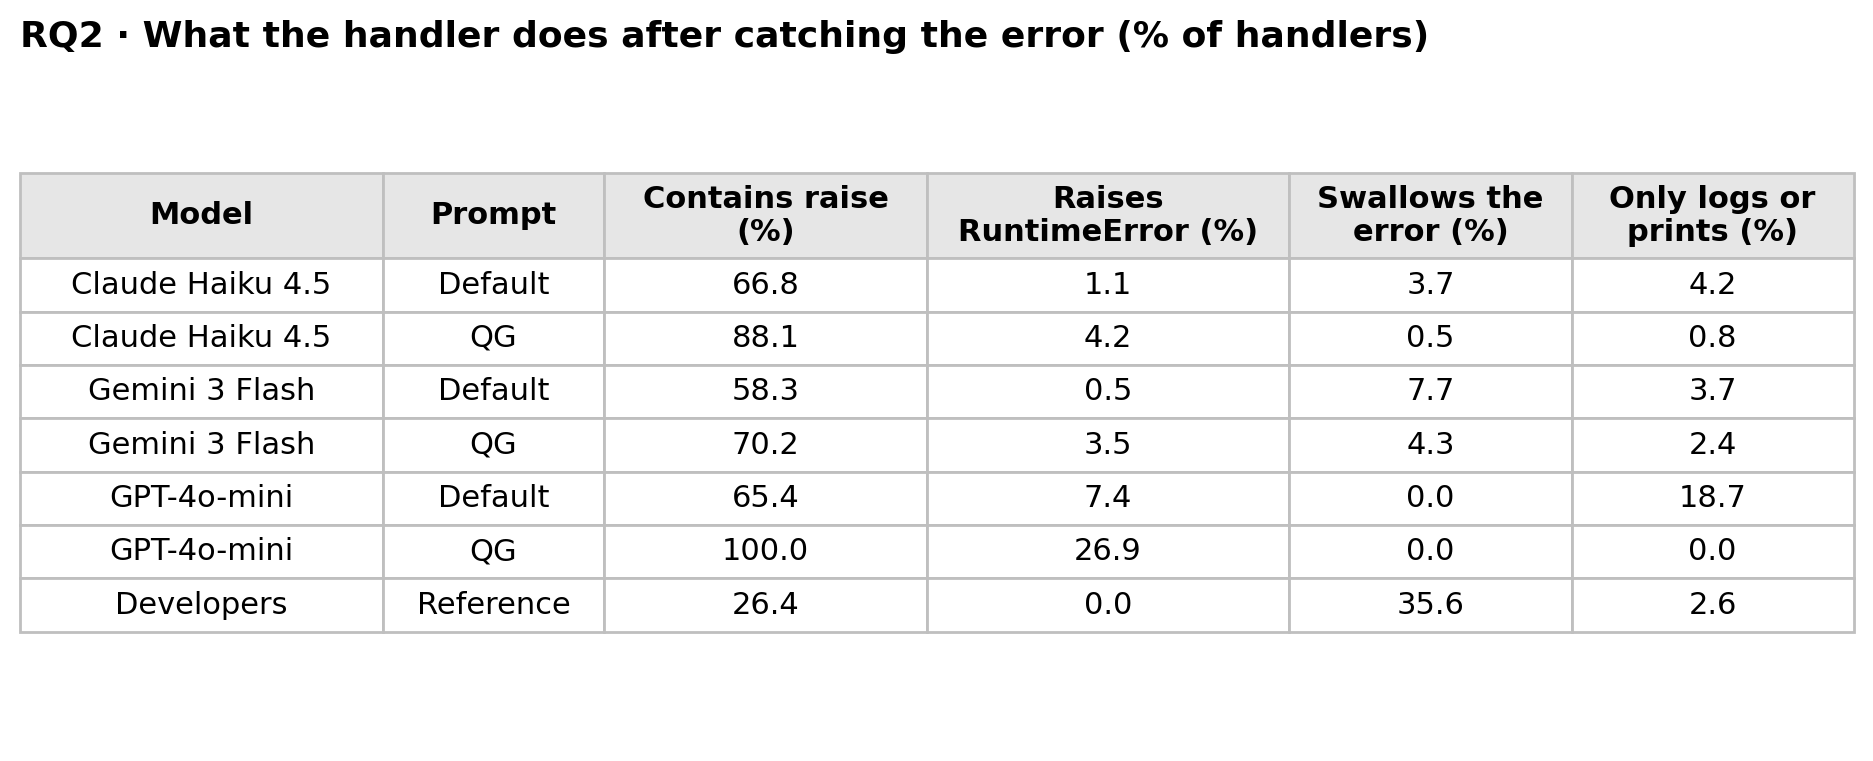 RQ2 · What the handler does after catching the error (% of handlers)
Model Prompt Contains raise (%) Raises RuntimeError (%) Swallows the error (%) Only logs or prints (%)
Claude Haiku 4.5 Default 66.8 1.1 3.7 4.2
Claude Haiku 4.5 QG 88.1 4.2 0.5 0.8
Gemini 3 Flash Default 58.3 0.5 7.7 3.7
Gemini 3 Flash QG 70.2 3.5 4.3 2.4
GPT-4o-mini Default 65.4 7.4 0.0 18.7
GPT-4o-mini QG 100.0 26.9 0.0 0.0
Developers Reference 26.4 0.0 35.6 2.6